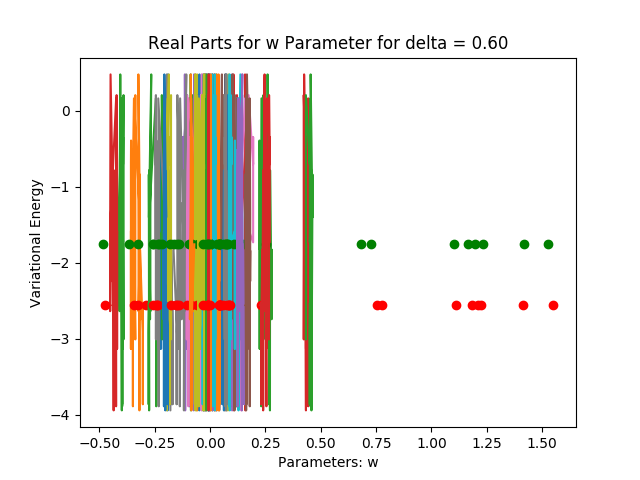 Real Parts for w Parameter for delta = 0.60
Variational Energy
0
−1
−2
−3
−4
−0.50 −0.25 0.00 0.25 0.50 0.75 1.00 1.25 1.50
Parameters: w